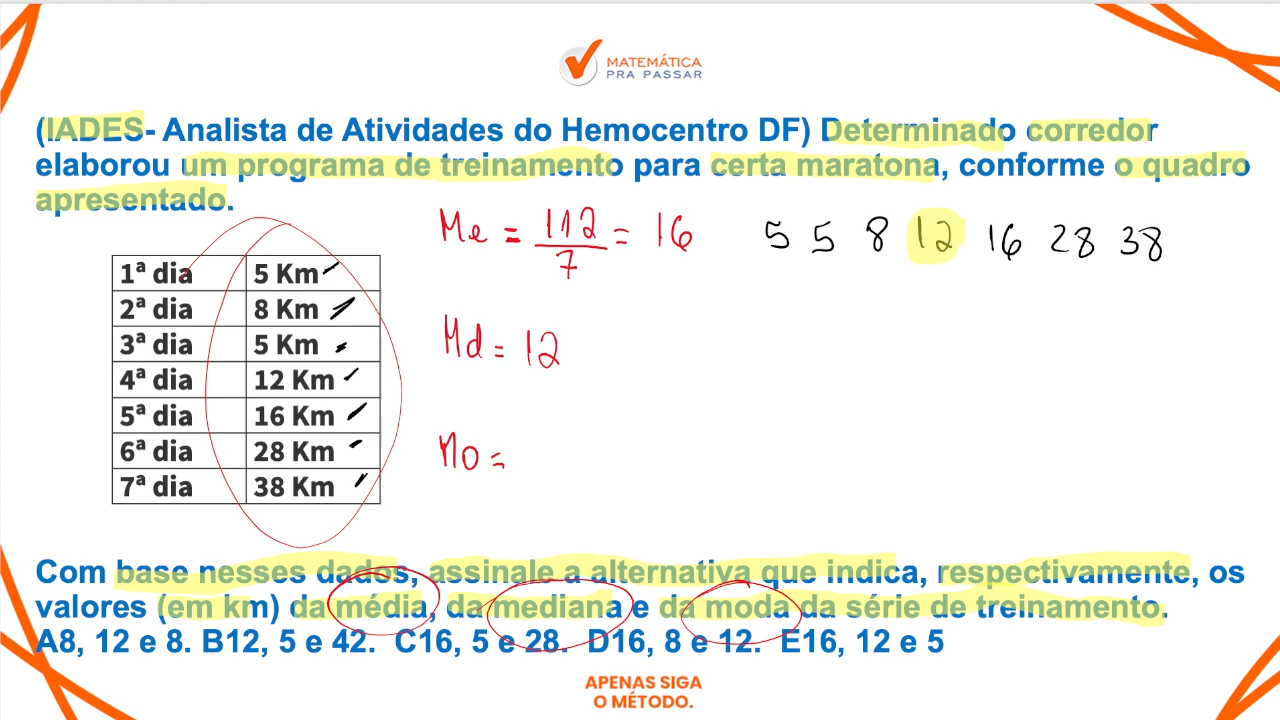 MATEMÁTICA
PRA PASSAR
(IADES- Analista de Atividades do Hemocentro DF) Determinado corredor
elaborou um programa de treinamento para certa maratona, conforme o quadro
apresentado.
Me = 112/7 = 16
5 5 8 12 16 28 38
1ª dia 5 Km
2ª dia 8 Km
3ª dia 5 Km
4ª dia 12 Km
5ª dia 16 Km
6ª dia 28 Km
7ª dia 38 Km
Md = 12
Mo =
Com base nesses dados, assinale a alternativa que indica, respectivamente, os
valores (em km) da média, da mediana e da moda da série de treinamento.
A8, 12 e 8. B12, 5 e 42. C16, 5 e 28. D16, 8 e 12. E16, 12 e 5
APENAS SIGA
O MÉTODO.